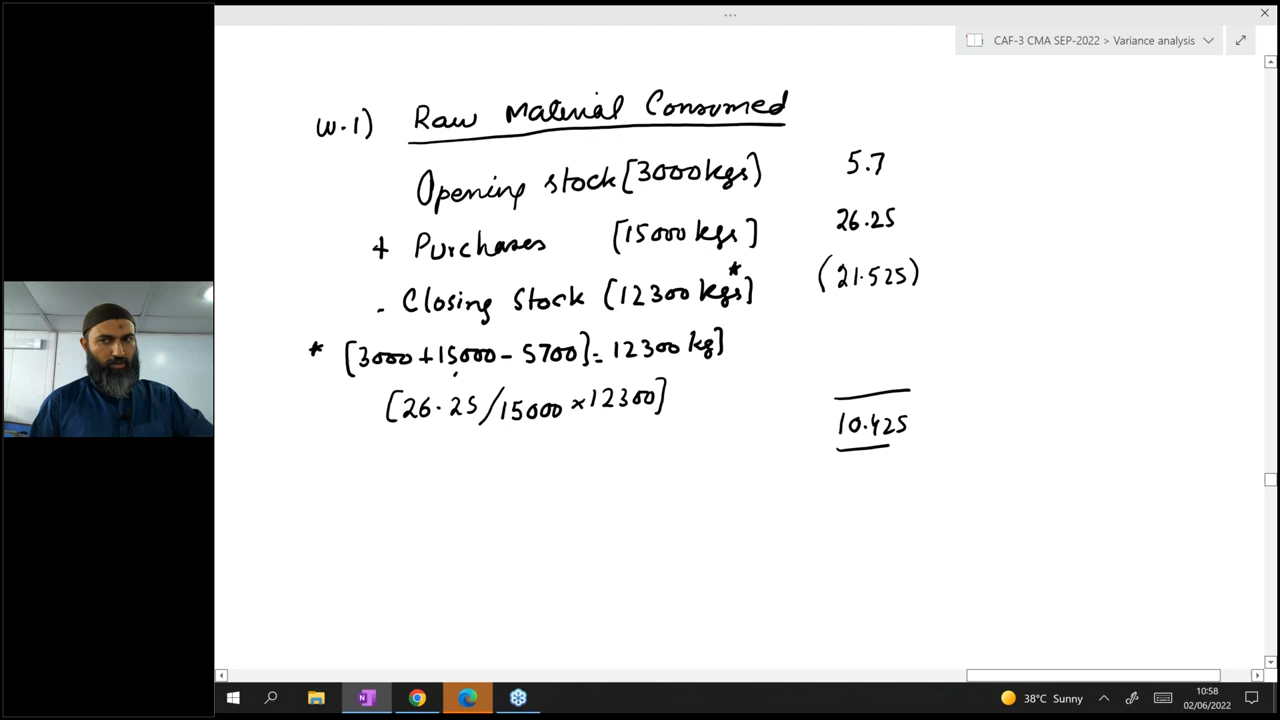 CAF-3 CMA SEP-2022 > Variance analysis
w.1) Raw Material Consumed
Opening stock [3000kgs] 5.7
+ Purchases [15000 kgs] 26.25
- Closing Stock [12300 kgs*] (21.525)
* [3000+15000-5700]= 12300 kg]
[26.25/15000×12300]
10.425
38°C Sunny
10:58
02/06/2022